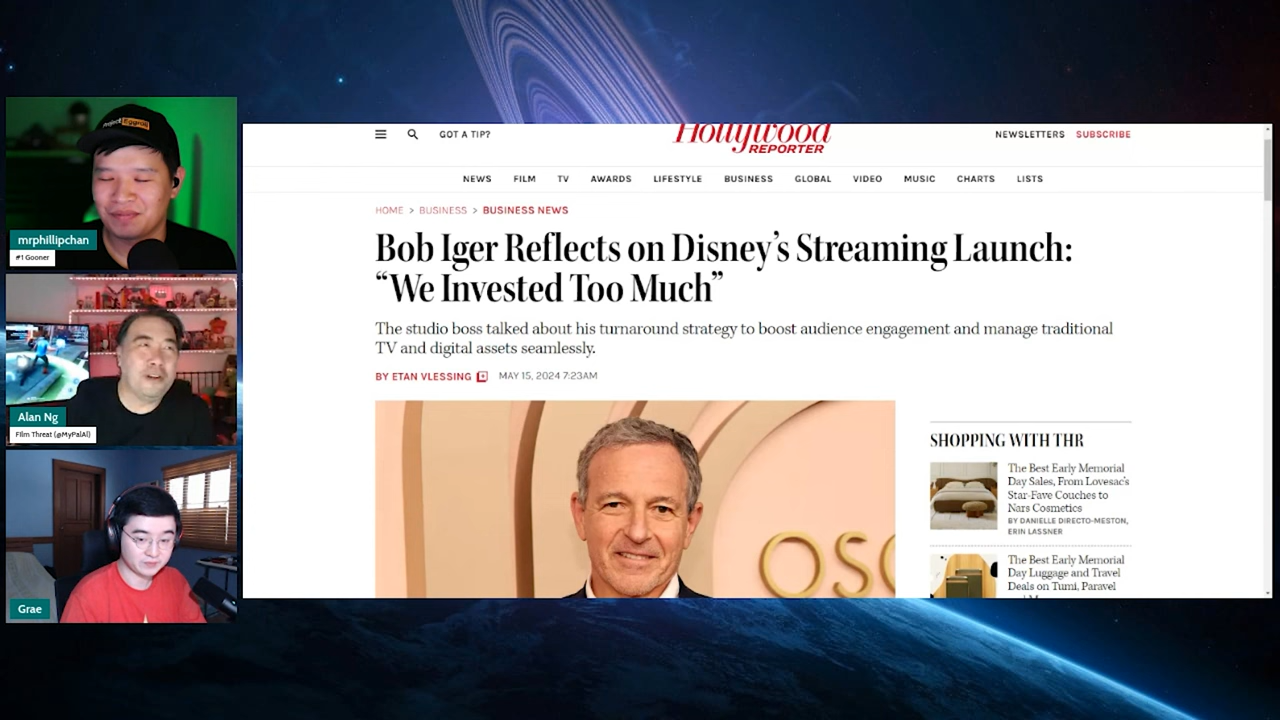 Project Eggroll
mrphillipchan
#1 Gooner
Alan Ng
Film Threat (@MyPalAl)
Grae
GOT A TIP?
Hollywood
REPORTER
NEWSLETTERS SUBSCRIBE
NEWS FILM TV AWARDS LIFESTYLE BUSINESS GLOBAL VIDEO MUSIC CHARTS LISTS
HOME > BUSINESS > BUSINESS NEWS
Bob Iger Reflects on Disney’s Streaming Launch:
“We Invested Too Much”
The studio boss talked about his turnaround strategy to boost audience engagement and manage traditional
TV and digital assets seamlessly.
BY ETAN VLESSING MAY 15, 2024 7:23AM
OSC
SHOPPING WITH THR
The Best Early Memorial
Day Sales, From Lovesac's
Star-Fave Couches to
Nars Cosmetics
BY DANIELLE DIRECTO-MESTON,
ERIN LASSNER
The Best Early Memorial
Day Luggage and Travel
Deals on Tumi, Paravel